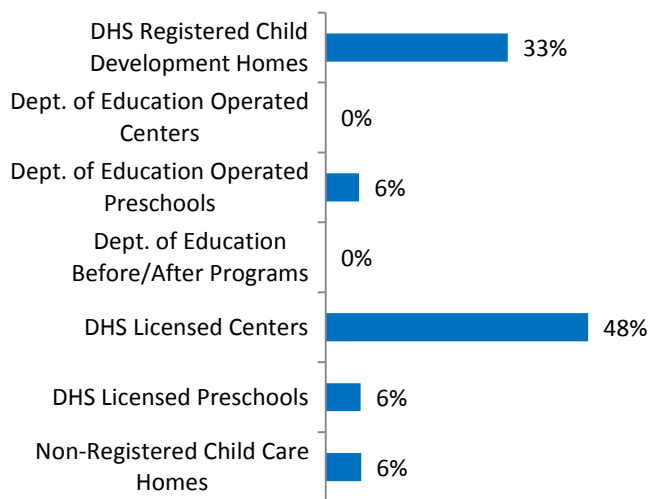 DHS Registered Child
Development Homes
33%
Dept. of Education Operated
Centers
0%
Dept. of Education Operated
Preschools
6%
Dept. of Education
Before/After Programs
0%
DHS Licensed Centers
48%
DHS Licensed Preschools
6%
Non-Registered Child Care
Homes
6%